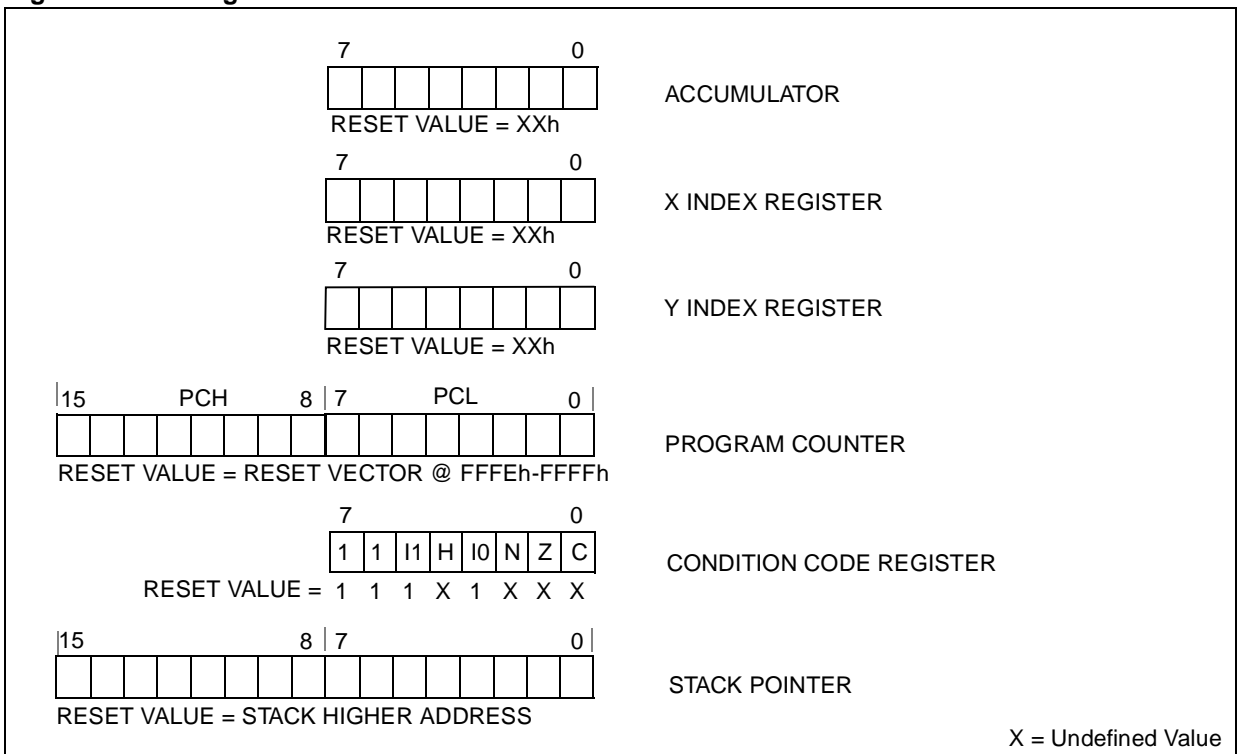 7 0
ACCUMULATOR
RESET VALUE = XXh
7 0
X INDEX REGISTER
RESET VALUE = XXh
7 0
Y INDEX REGISTER
RESET VALUE = XXh
15 PCH 8 7 PCL 0
PROGRAM COUNTER
RESET VALUE = RESET VECTOR @ FFFEh-FFFFh
7 0
1 1 I1 H I0 N Z C
CONDITION CODE REGISTER
RESET VALUE = 1 1 1 X 1 X X X
15 8 7 0
STACK POINTER
RESET VALUE = STACK HIGHER ADDRESS
X = Undefined Value